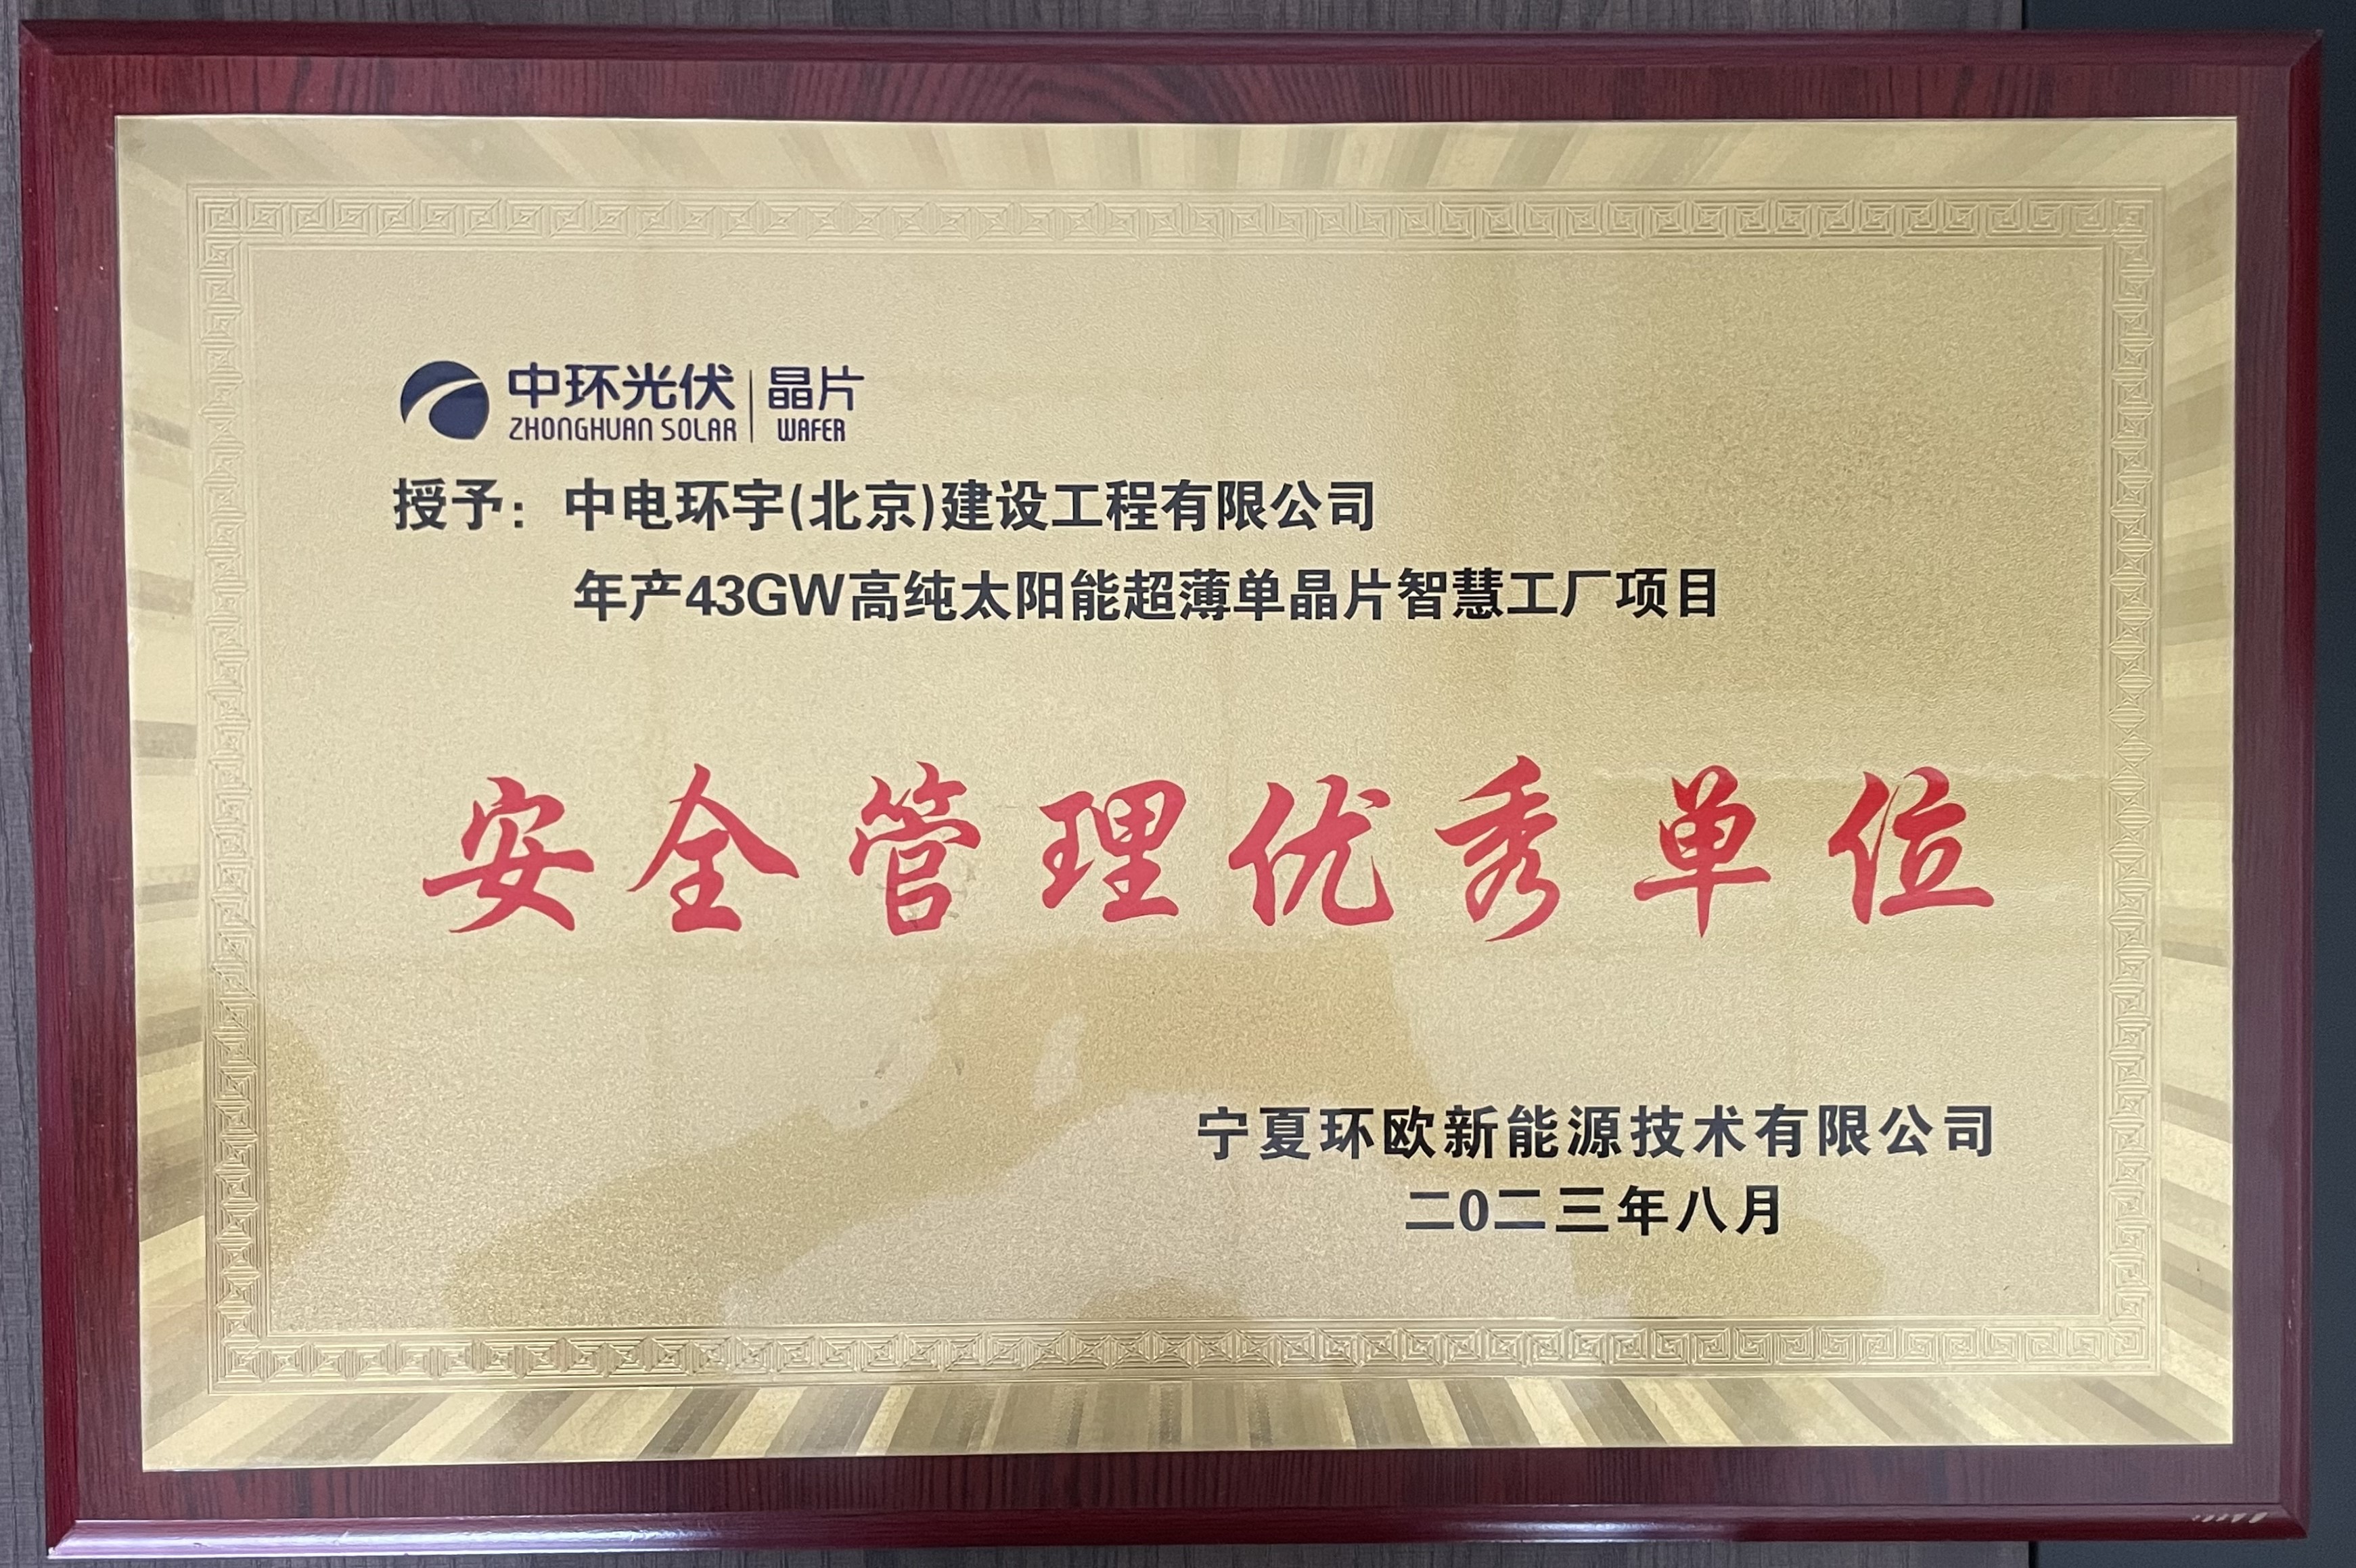 中环光伏 晶片
ZHONGHUAN SOLAR WAFER
授予：中电环宇(北京)建设工程有限公司
年产43GW高纯太阳能超薄单晶片智慧工厂项目
安全管理优秀单位
宁夏环欧新能源技术有限公司
二0二三年八月